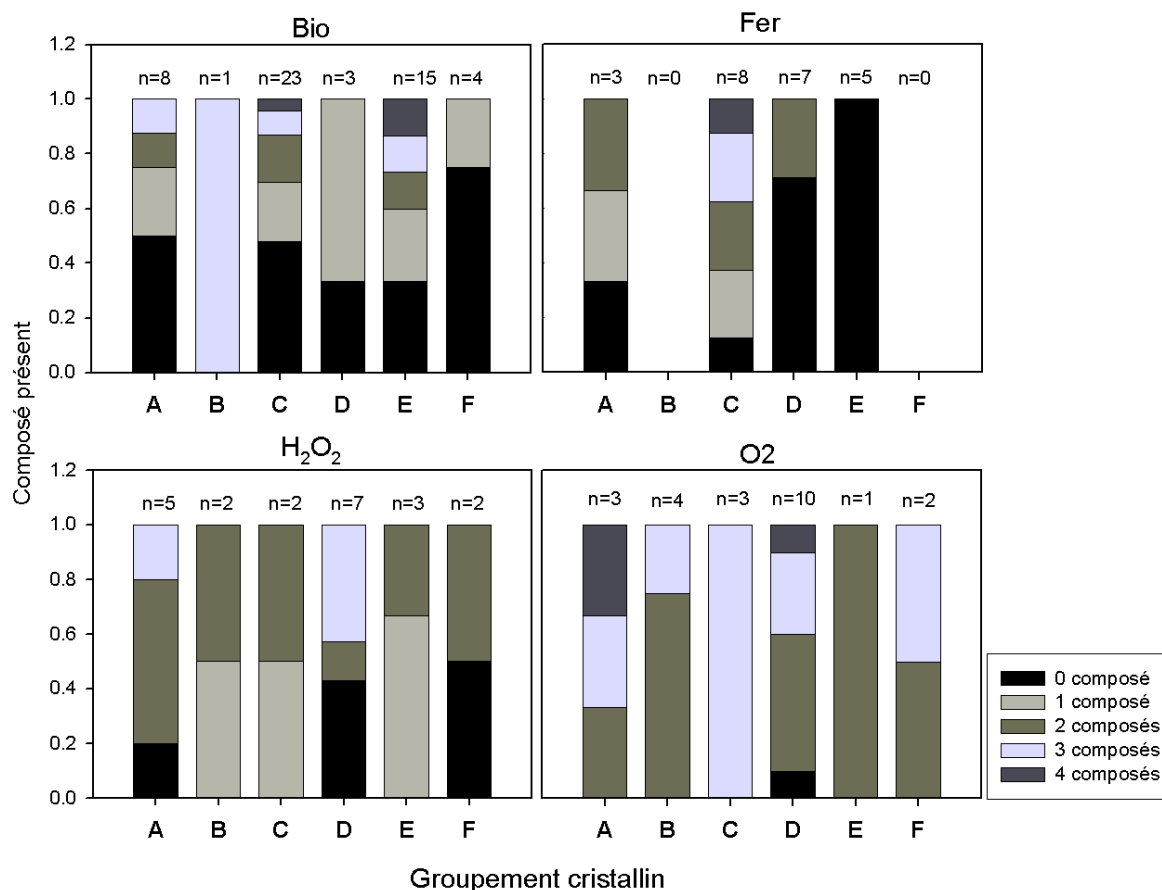 Bio
Fer
1.2
n=8 n=1 n=23 n=3 n=15 n=4
n=3 n=0 n=8 n=7 n=5 n=0
1.0
0.8
0.6
0.4
0.2
0.0
A B C D E F
A B C D E F
Composé présent
H₂O₂
O2
1.2
n=5 n=2 n=2 n=7 n=3 n=2
n=3 n=4 n=3 n=10 n=1 n=2
1.0
0.8
0.6
0.4
0.2
0.0
A B C D E F
A B C D E F
0 composé
1 composé
2 composés
3 composés
4 composés
Groupement cristallin